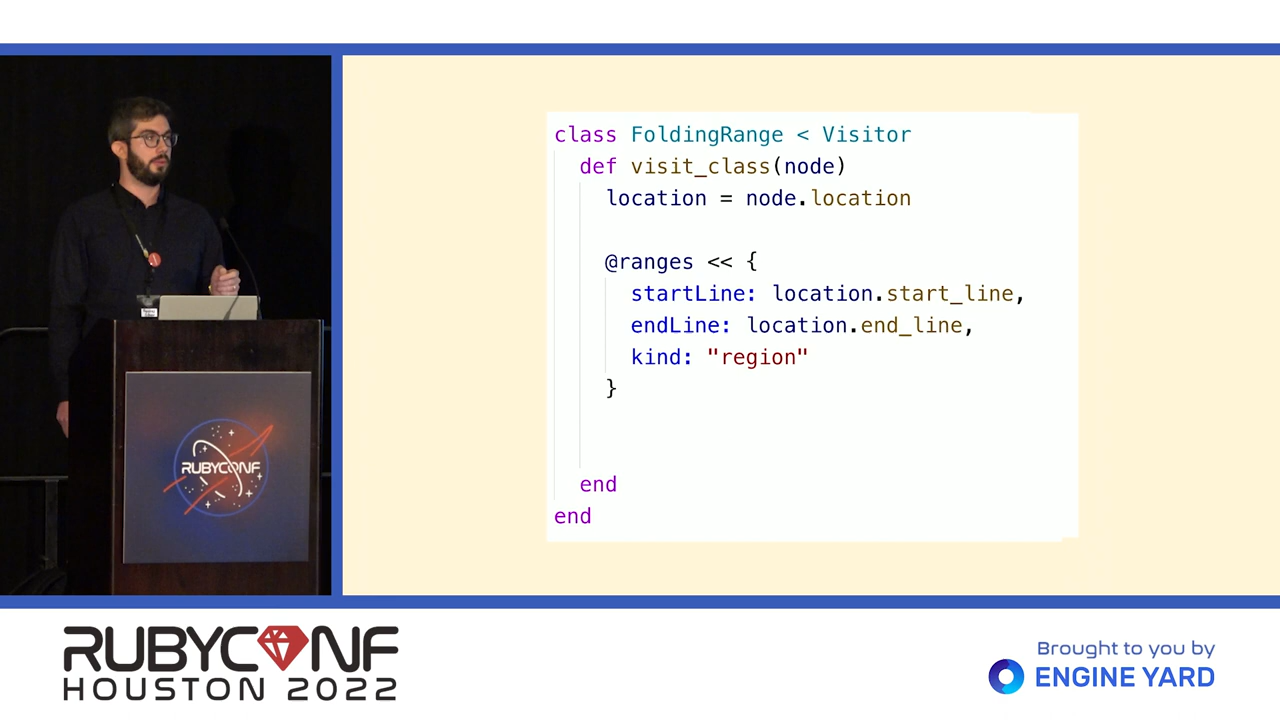 class FoldingRange < Visitor
  def visit_class(node)
    location = node.location
    @ranges << {
      startLine: location.start_line,
      endLine: location.end_line,
      kind: "region"
    }
  end
end
RUBYCONF
RUBYCONF
HOUSTON 2022
Brought to you by
ENGINE YARD